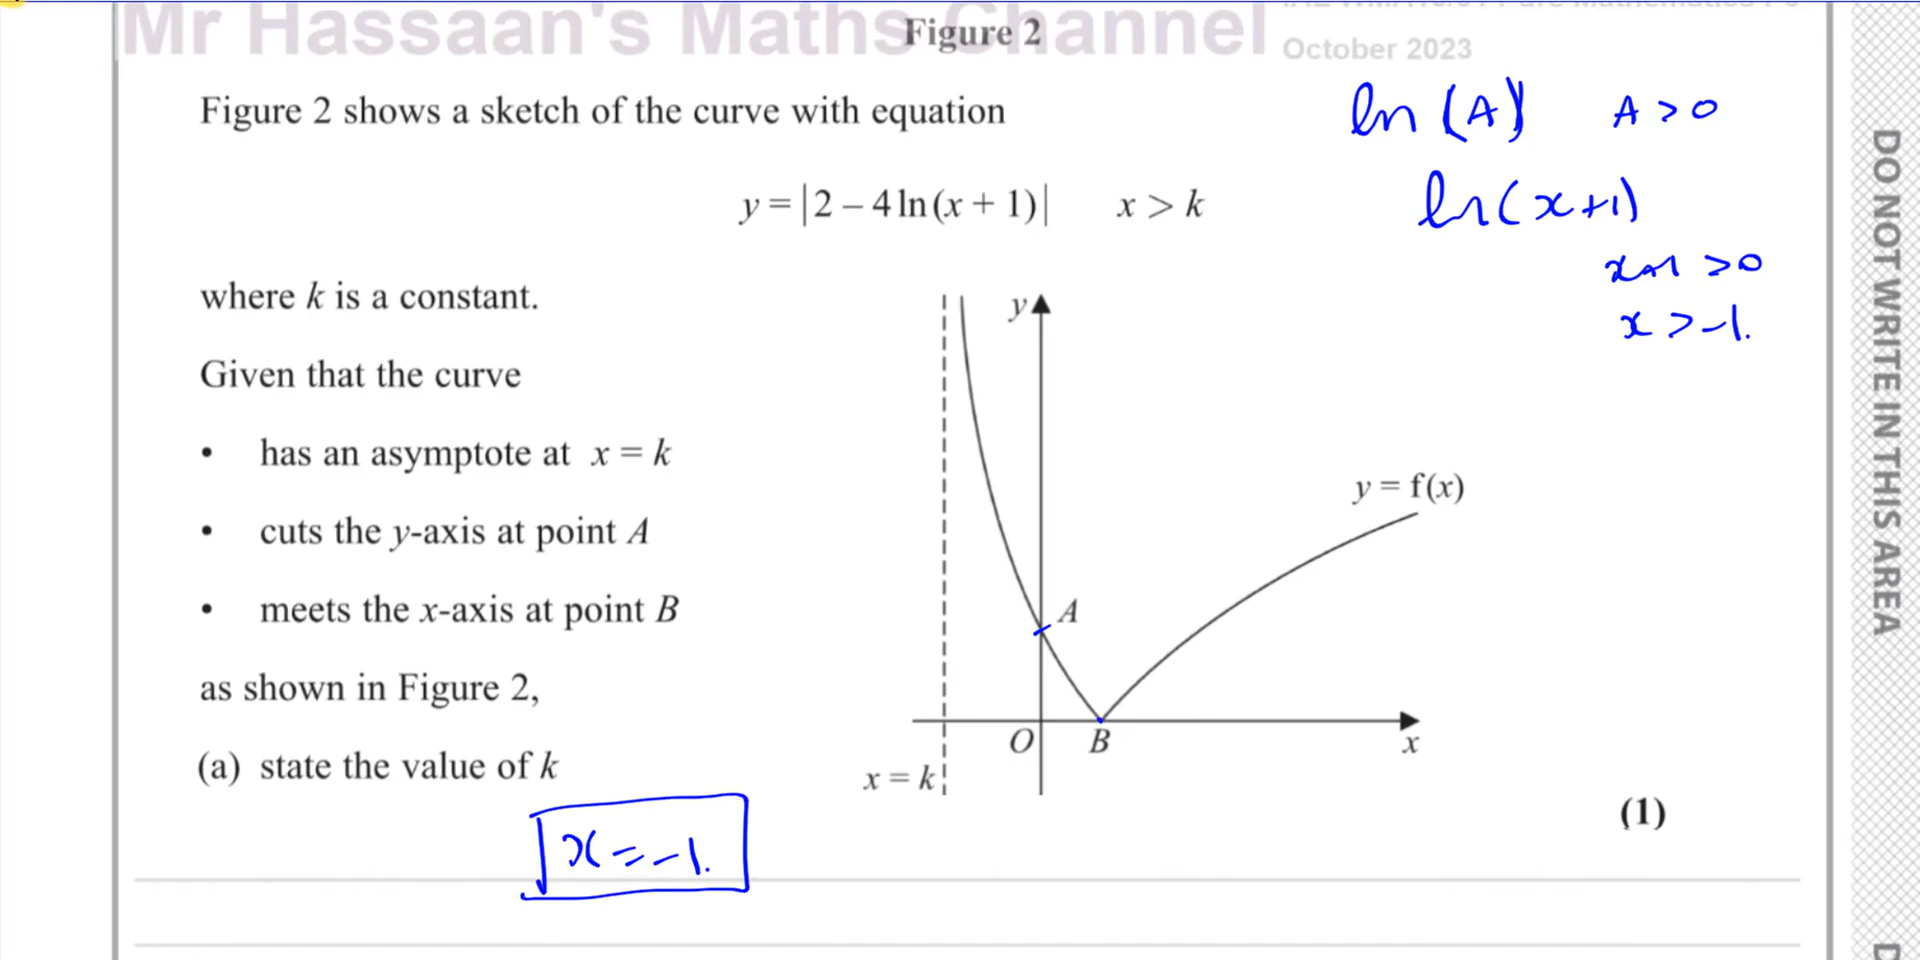 Mr Hassaan's Maths Channel
Figure 2
October 2023
Figure 2 shows a sketch of the curve with equation
y = |2 – 4 ln(x + 1)| x > k
ln (A) A > 0
ln(x+1)
x+1 > 0
x > -1.
where k is a constant.
Given that the curve
• has an asymptote at x = k
• cuts the y-axis at point A
• meets the x-axis at point B
as shown in Figure 2,
(a) state the value of k
y
y = f(x)
A
O
B
x
x = k
(1)
x = -1.
DO NOT WRITE IN THIS AREA
D